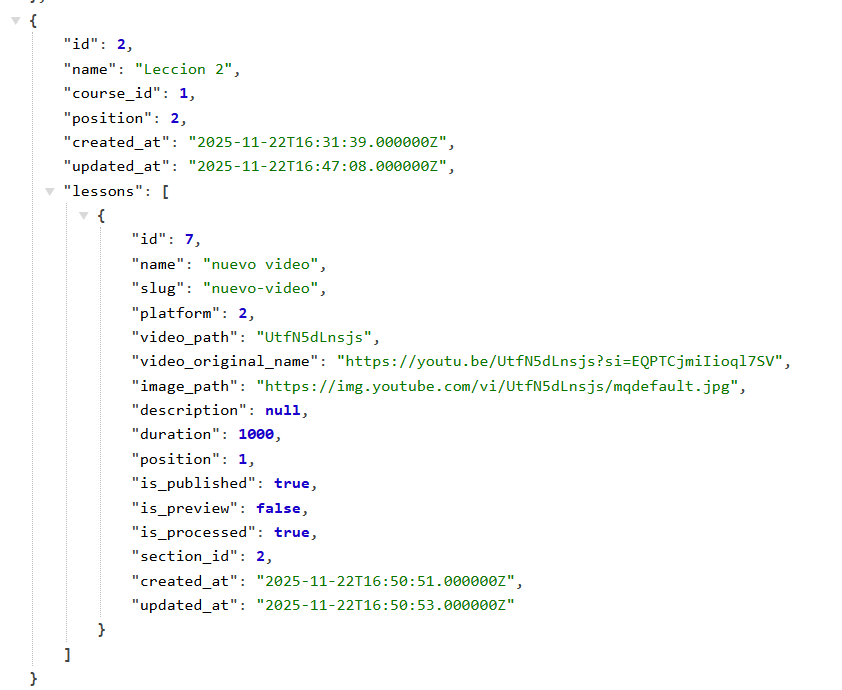 {
"id": 2,
"name": "Leccion 2",
"course_id": 1,
"position": 2,
"created_at": "2025-11-22T16:31:39.000000Z",
"updated_at": "2025-11-22T16:47:08.000000Z",
"lessons": [
{
"id": 7,
"name": "nuevo video",
"slug": "nuevo-video",
"platform": 2,
"video_path": "UtfN5dLnsjs",
"video_original_name": "https://youtu.be/UtfN5dLnsjs?si=EQPTCjmiIioql7SV",
"image_path": "https://img.youtube.com/vi/UtfN5dLnsjs/mqdefault.jpg",
"description": null,
"duration": 1000,
"position": 1,
"is_published": true,
"is_preview": false,
"is_processed": true,
"section_id": 2,
"created_at": "2025-11-22T16:50:51.000000Z",
"updated_at": "2025-11-22T16:50:53.000000Z"
}
]
}